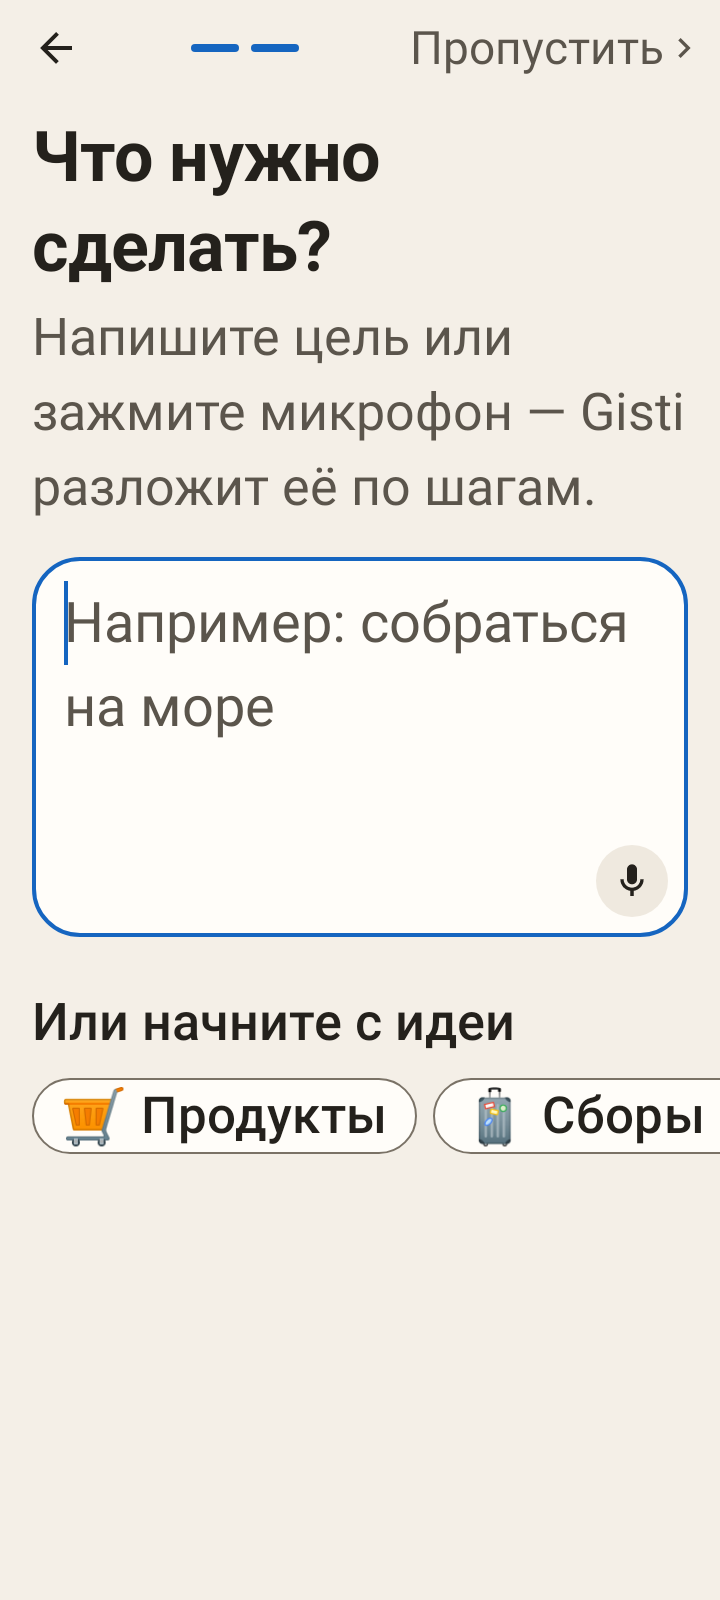 Пропустить
Что нужно
сделать?
Напишите цель или
зажмите микрофон — Gisti
разложит её по шагам.
Например: собраться
на море
Или начните с идеи
Продукты
Сборы